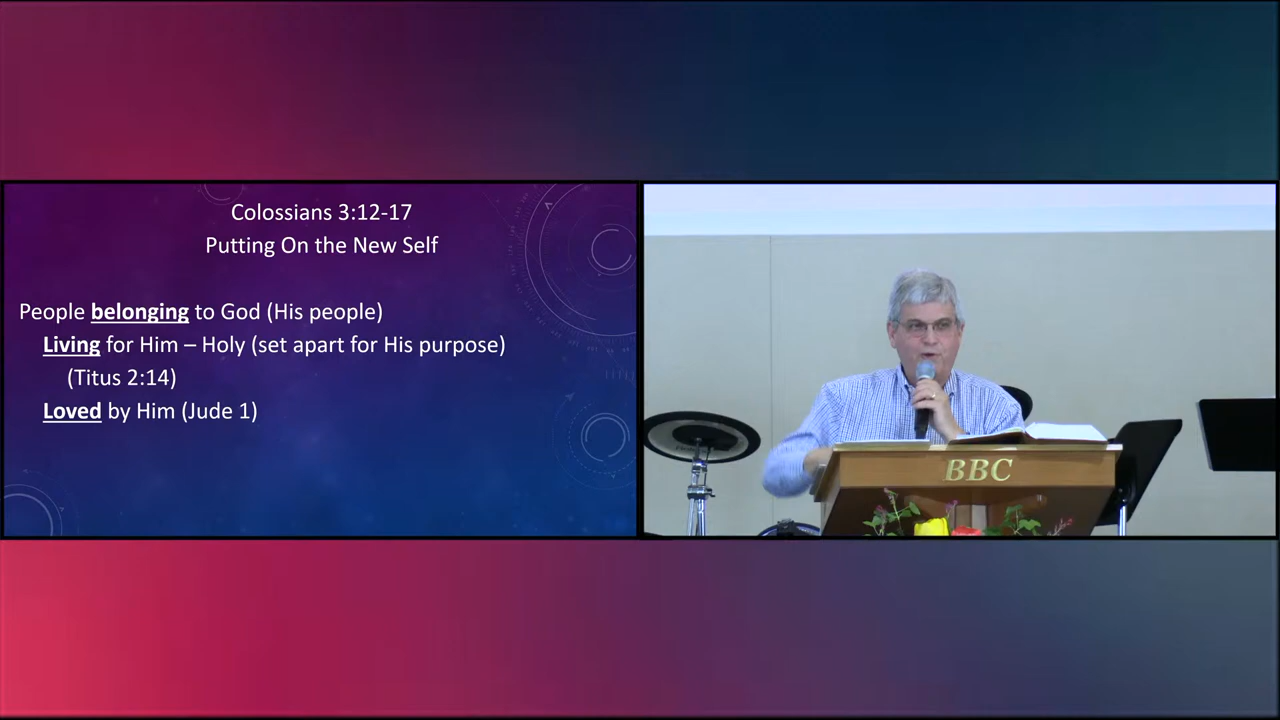 Colossians 3:12-17
Putting On the New Self
People belonging to God (His people)
Living for Him – Holy (set apart for His purpose)
(Titus 2:14)
Loved by Him (Jude 1)
BBC